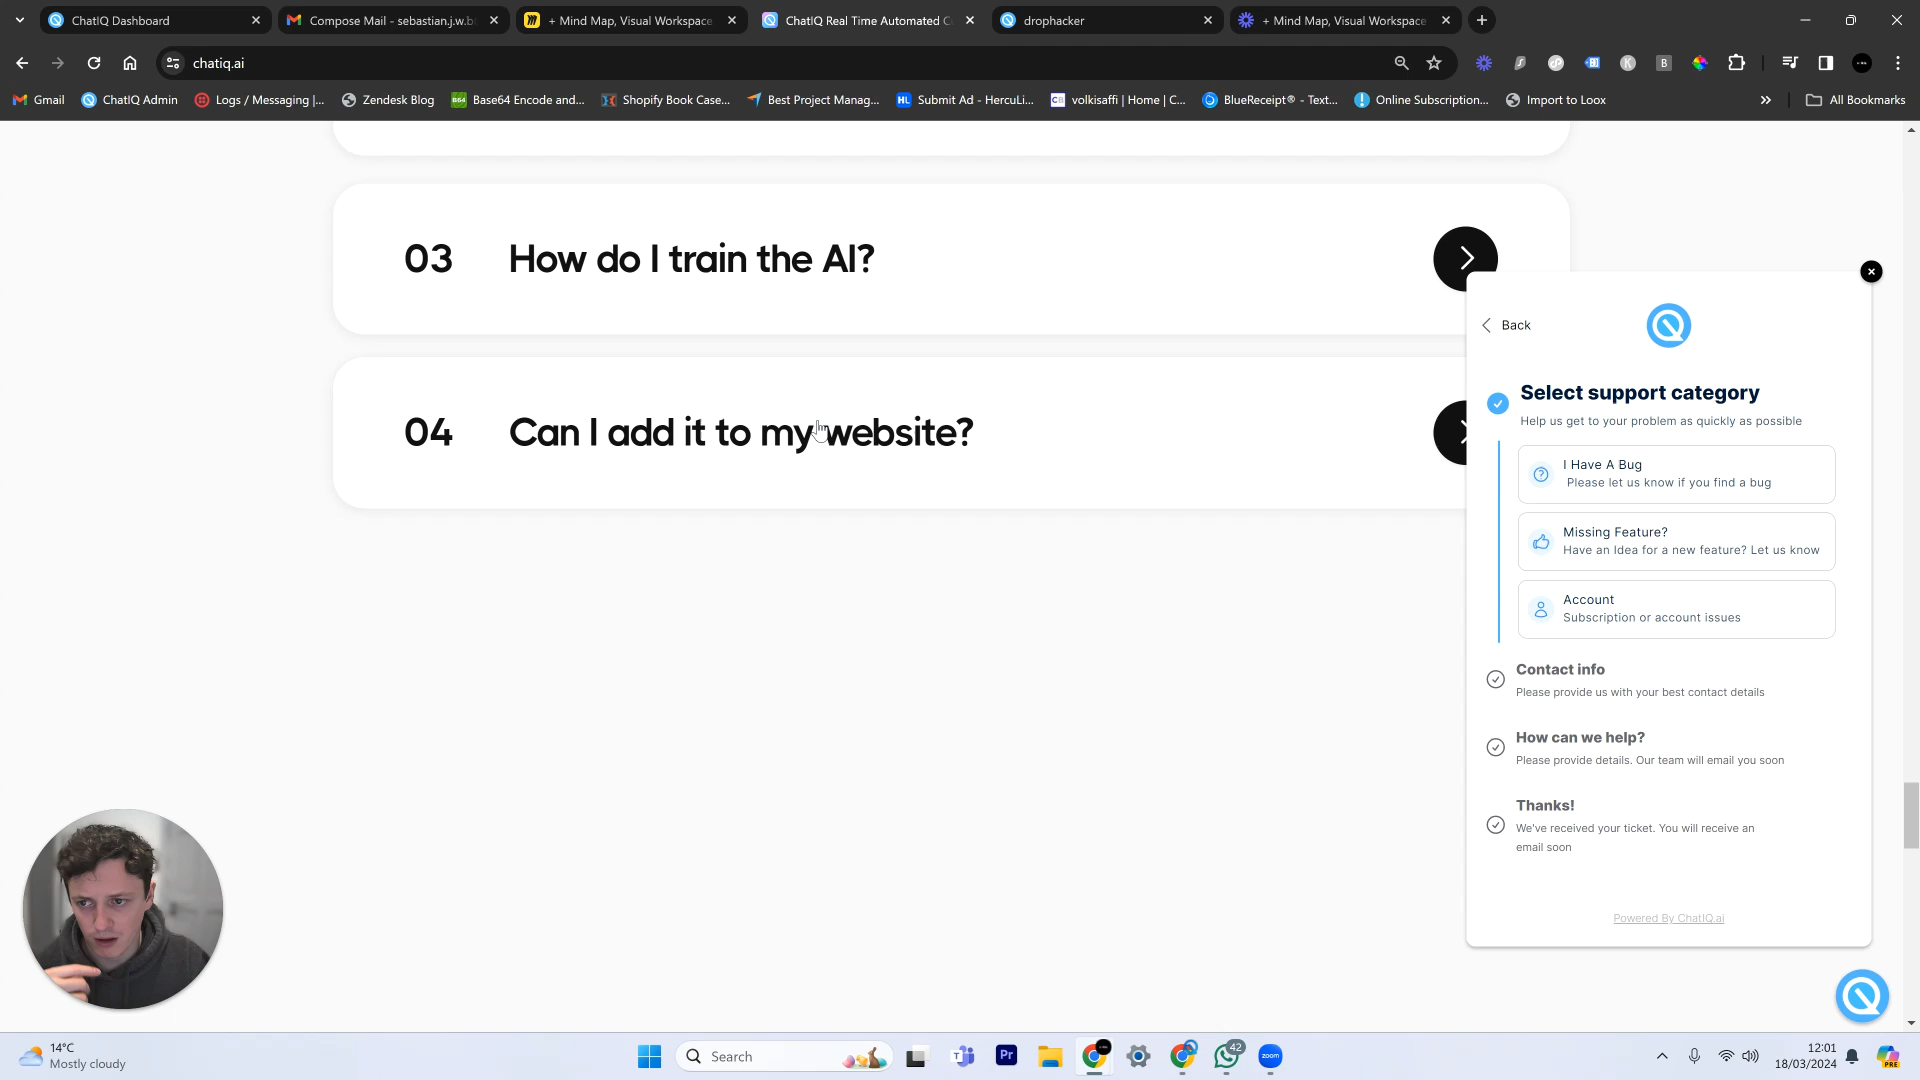 ChatIQ Dashboard
Compose Mail - sebastian.j.w.b
+ Mind Map, Visual Workspace
ChatIQ Real Time Automated C
drophacker
+ Mind Map, Visual Workspace
chatiq.ai
Gmail
ChatIQ Admin
Logs / Messaging |...
Zendesk Blog
B64
Base64 Encode and...
Shopify Book Case...
Best Project Manag...
HL
Submit Ad - HercuLi...
CB
volkisaffi | Home | C...
BlueReceipt® - Text...
Online Subscription...
Import to Loox
»
All Bookmarks
03 How do I train the AI?
04 Can I add it to my website?
Back
Select support category
Help us get to your problem as quickly as possible
I Have A Bug
Please let us know if you find a bug
Missing Feature?
Have an Idea for a new feature? Let us know
Account
Subscription or account issues
Contact info
Please provide us with your best contact details
How can we help?
Please provide details. Our team will email you soon
Thanks!
We've received your ticket. You will receive an
email soon
Powered By ChatIQ.ai
14°C
Mostly cloudy
Search
Pr
42
zoom
12:01
18/03/2024
PRE